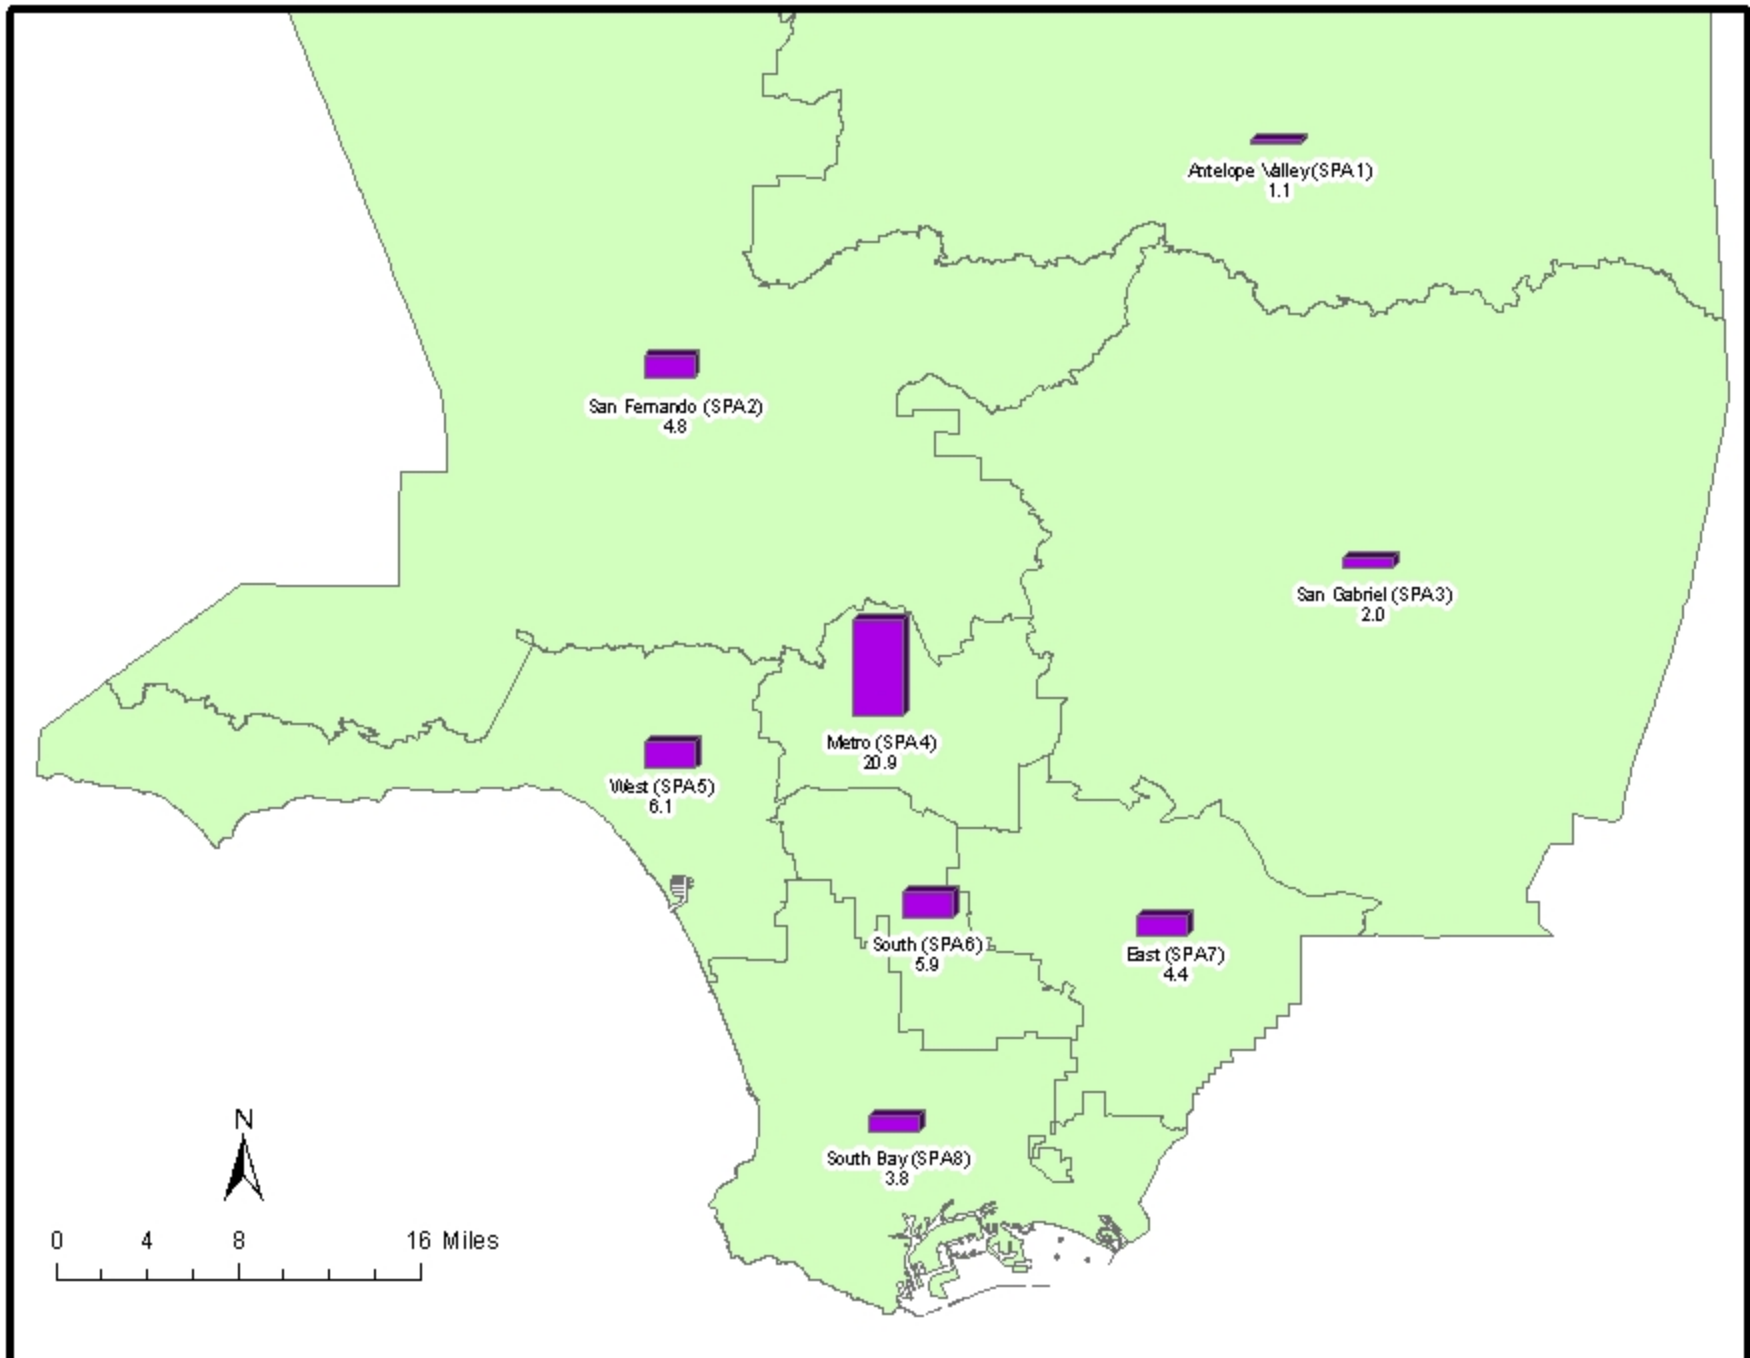 Antelope Valley (SPA1)
1.1
San Fernando (SPA2)
4.8
San Gabriel (SPA3)
2.0
Metro (SPA4)
20.9
West (SPA5)
6.1
South (SPA6)
5.9
East (SPA7)
4.4
South Bay (SPA8)
3.8
N
0 4 8 16 Miles